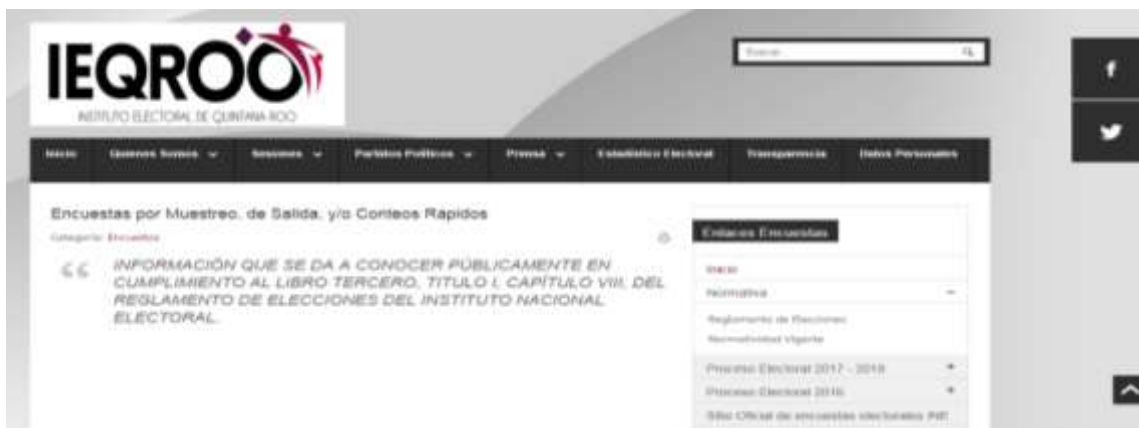 IEQROO
INSTITUTO ELECTORAL DE QUINTANA ROO
Buscar...
Inicio Quienes Somos Sesiones Partidos Políticos Prensa Estadística Electoral Transparencia Datos Personales
Encuestas por Muestreo, de Salida, y/o Conteos Rapidos
Categoría: Encuestas
INFORMACIÓN QUE SE DA A CONOCER PÚBLICAMENTE EN
CUMPLIMIENTO AL LIBRO TERCERO, TITULO I, CAPÍTULO VIII, DEL
REGLAMENTO DE ELECCIONES DEL INSTITUTO NACIONAL
ELECTORAL.
Enlaces Encuestas
Inicio
Normativa
Reglamento de Elecciones
Normatividad Vigente
Proceso Electoral 2017 - 2018
Proceso Electoral 2016
Sitio Oficial de encuestas electorales INE